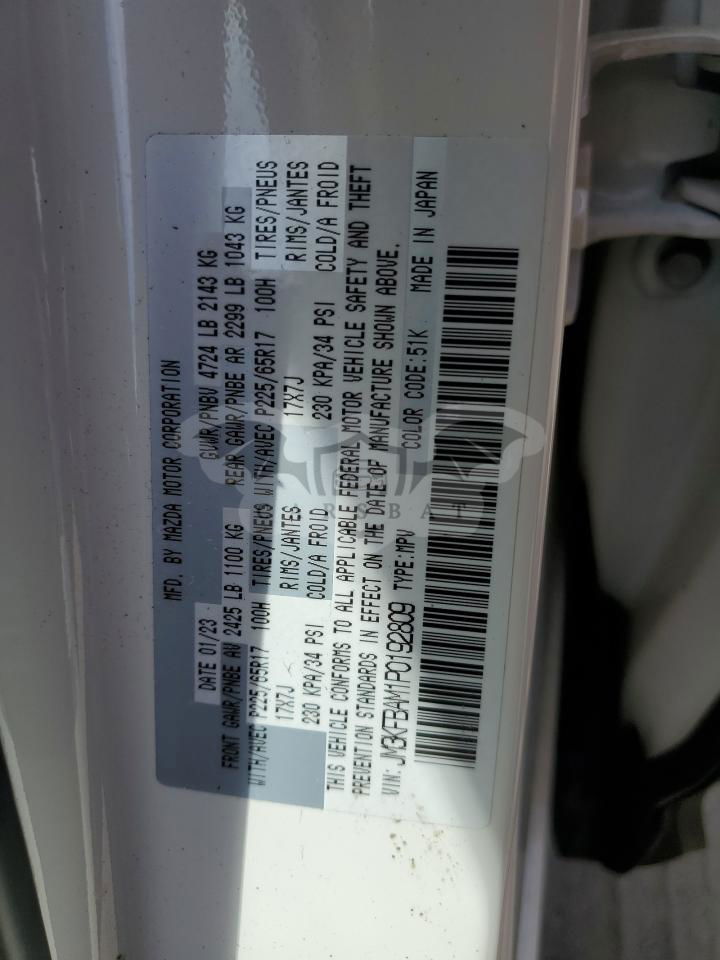 MFD. BY MAZDA MOTOR CORPORATION
DATE 01/23 GVWR/PNBV 4724 LB 2143 KG
FRONT GAWR/PNBE AV 2425 LB 1100 KG REAR GAWR/PNBE AR 2299 LB 1043 KG
WITH/AVEC P225/65R17 100H TIRES/PNEUS WITH/AVEC P225/65R17 100H TIRES/PNEUS
17X7J RIMS/JANTES 17X7J RIMS/JANTES
230 KPA/34 PSI COLD/A FROID 230 KPA/34 PSI COLD/A FROID
THIS VEHICLE CONFORMS TO ALL APPLICABLE FEDERAL MOTOR VEHICLE SAFETY AND THEFT
PREVENTION STANDARDS IN EFFECT ON THE DATE OF MANUFACTURE SHOWN ABOVE.
VIN: JM3KFBAM1P0192809 TYPE:MPV COLOR CODE:51K MADE IN JAPAN
ARSBAT